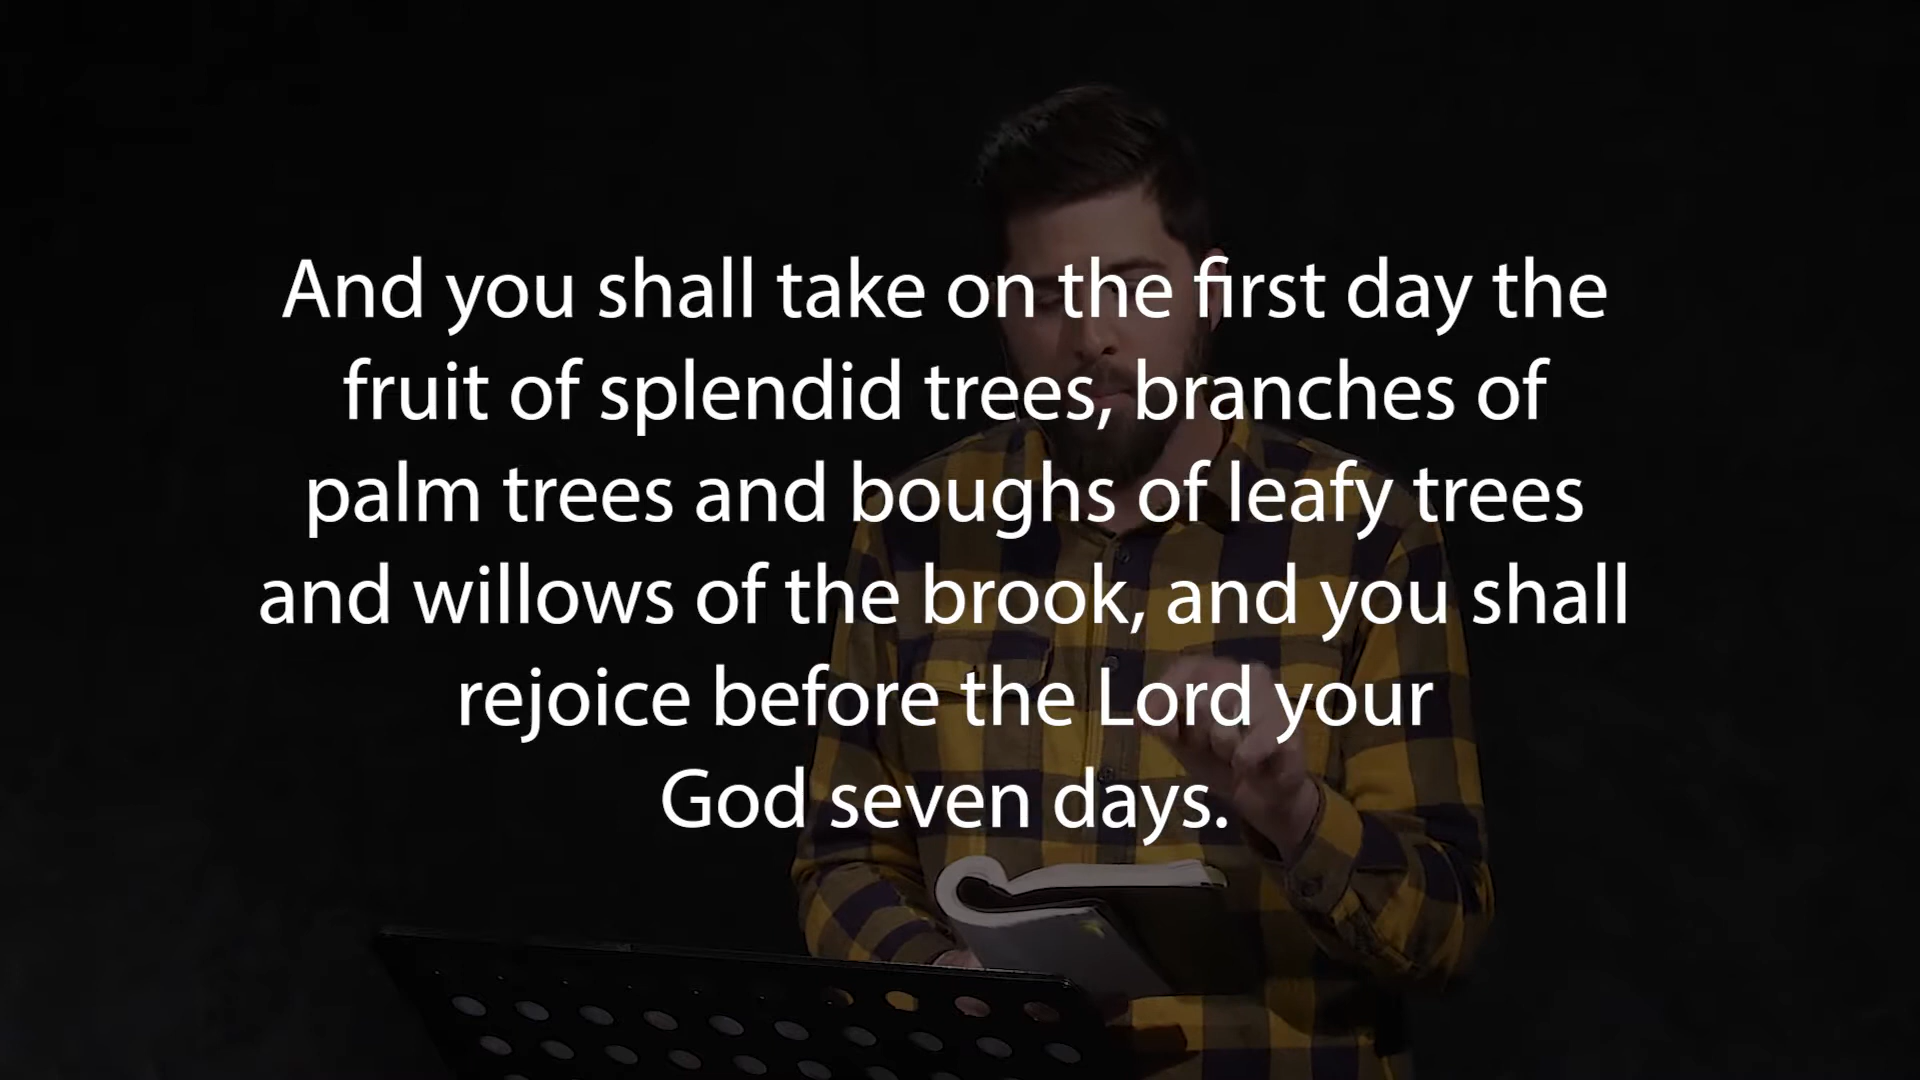 And you shall take on the first day the
fruit of splendid trees, branches of
palm trees and boughs of leafy trees
and willows of the brook, and you shall
rejoice before the Lord your
God seven days.